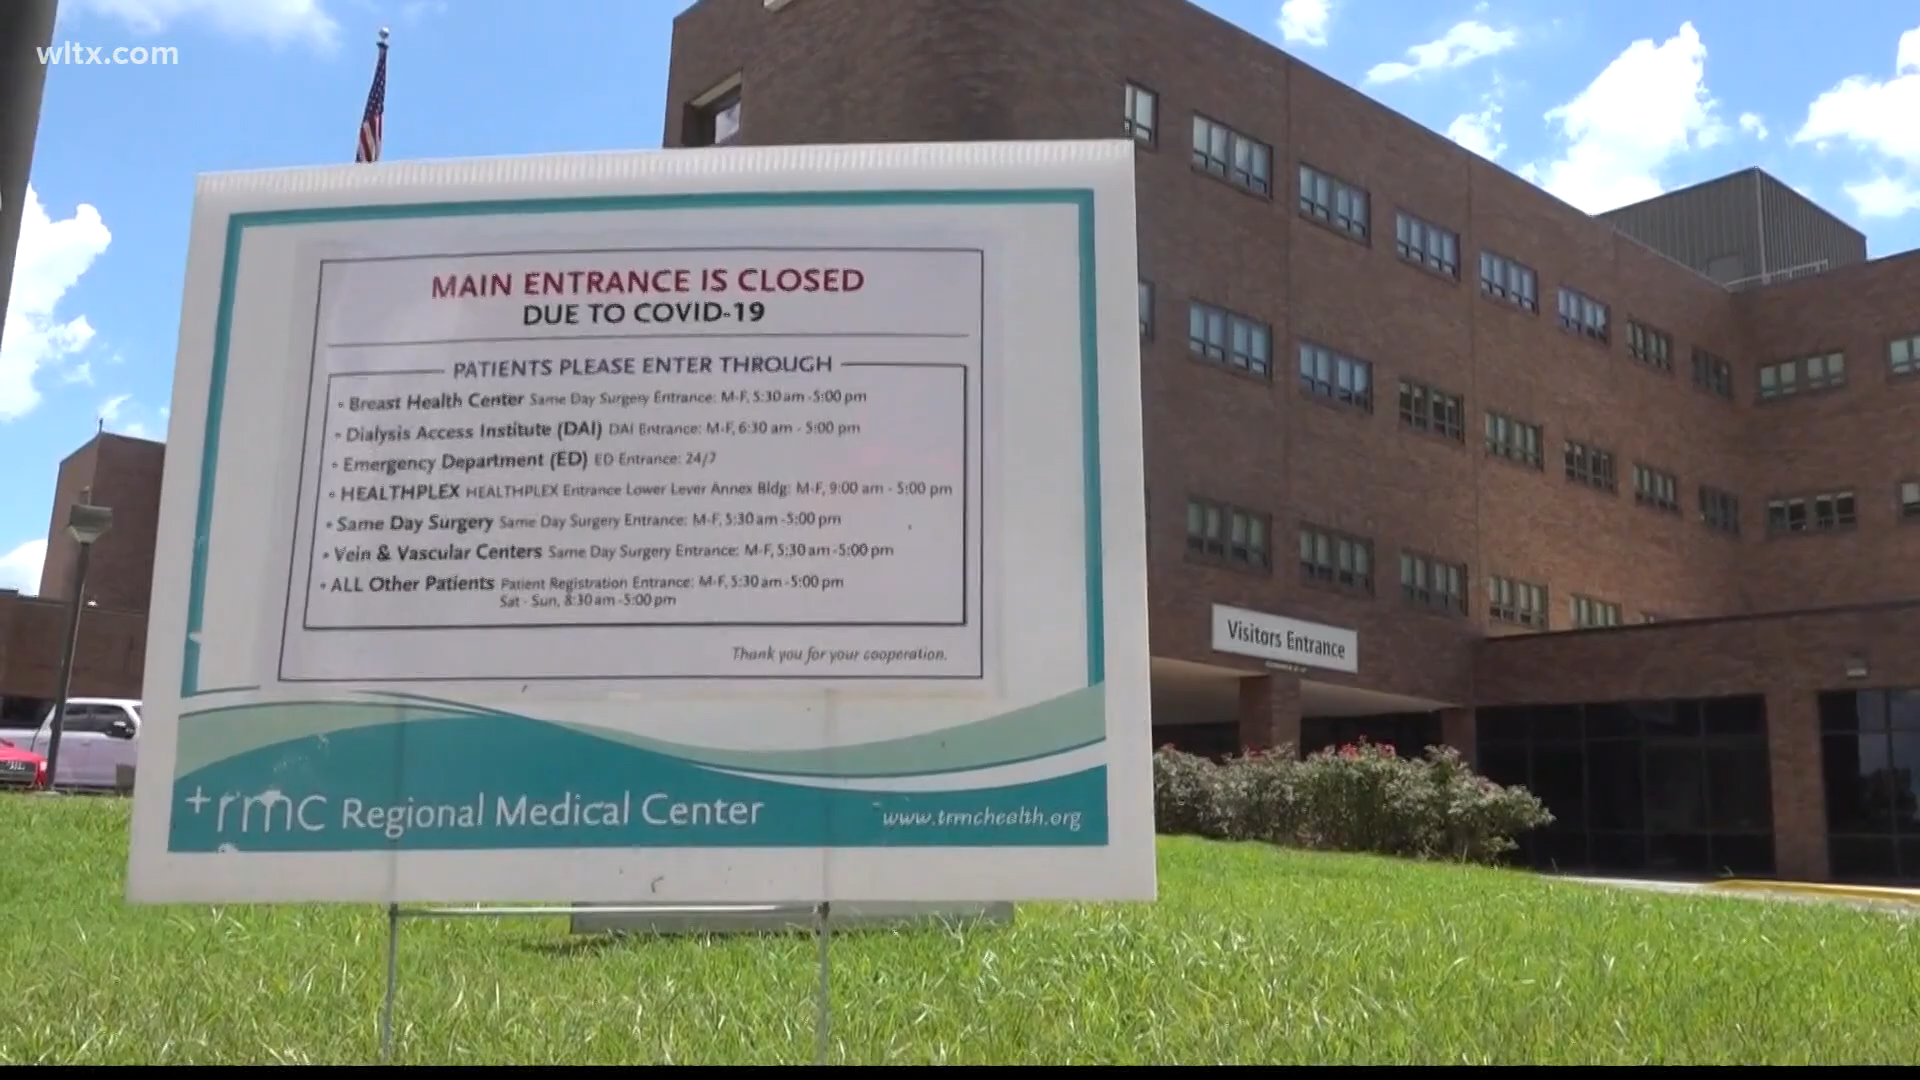 wltx.com
MAIN ENTRANCE IS CLOSED
DUE TO COVID-19
PATIENTS PLEASE ENTER THROUGH
• Breast Health Center Same Day Surgery Entrance: M-F, 5:30 am -5:00 pm
• Dialysis Access Institute (DAI) DAI Entrance: M-F, 6:30 am - 5:00 pm
• Emergency Department (ED) ED Entrance: 24/7
• HEALTHPLEX HEALTHPLEX Entrance Lower Lever Annex Bldg: M-F, 9:00 am - 5:00 pm
• Same Day Surgery Same Day Surgery Entrance: M-F, 5:30 am -5:00 pm
• Vein & Vascular Centers Same Day Surgery Entrance: M-F, 5:30 am -5:00 pm
• ALL Other Patients Patient Registration Entrance: M-F, 5:30 am -5:00 pm
Sat - Sun, 8:30 am -5:00 pm
Thank you for your cooperation.
+rmc Regional Medical Center
www.trmchealth.org
Visitors Entrance